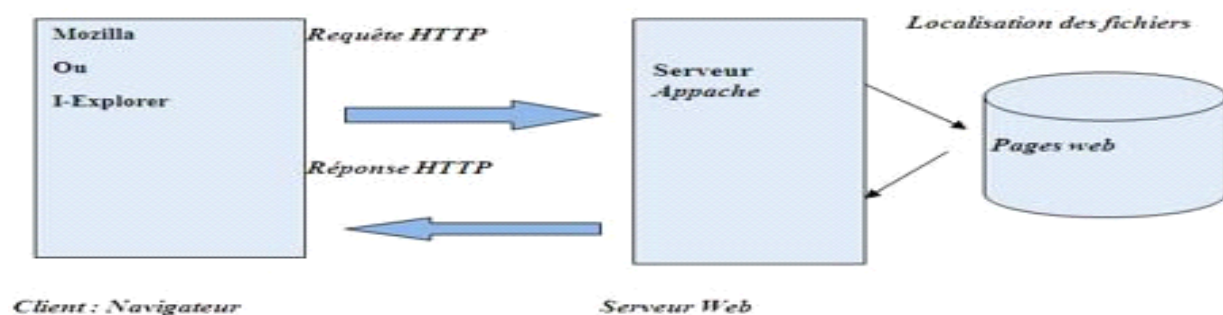 Mozilla
Ou
I-Explorer
Requête HTTP
Réponse HTTP
Serveur
Appache
Localisation des fichiers
Pages web
Client : Navigateur
Serveur Web